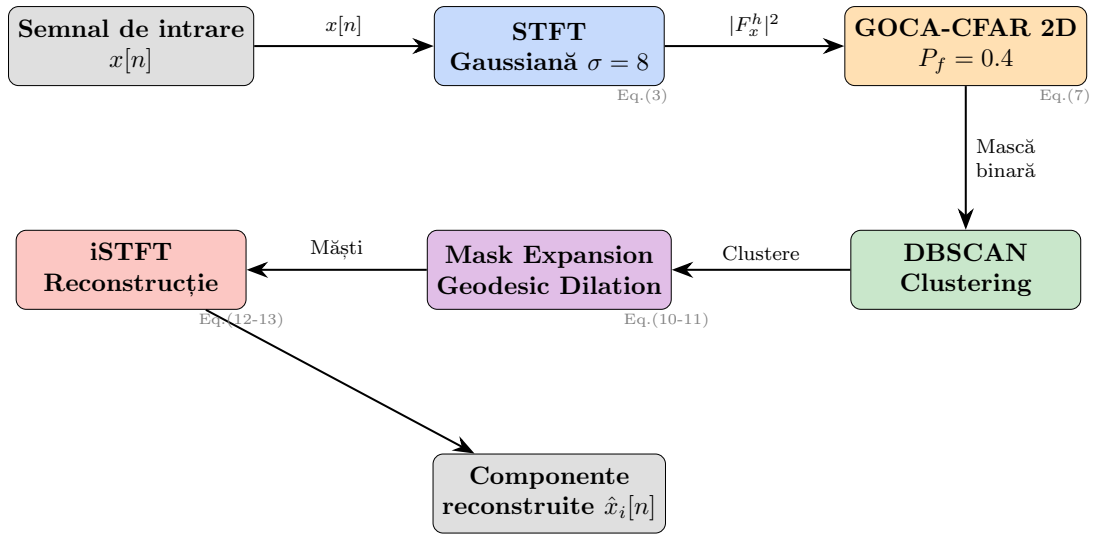 Semnal de intrare
x[n]
x[n]
STFT
Gaussiană σ = 8
Eq.(3)
|F_x^h|^2
GOCA-CFAR 2D
P_f = 0.4
Eq.(7)
Mască
binară
DBSCAN
Clustering
Clustere
Mask Expansion
Geodesic Dilation
Eq.(10-11)
Măști
iSTFT
Reconstrucție
Eq.(12-13)
Componente
reconstruite x̂_i[n]